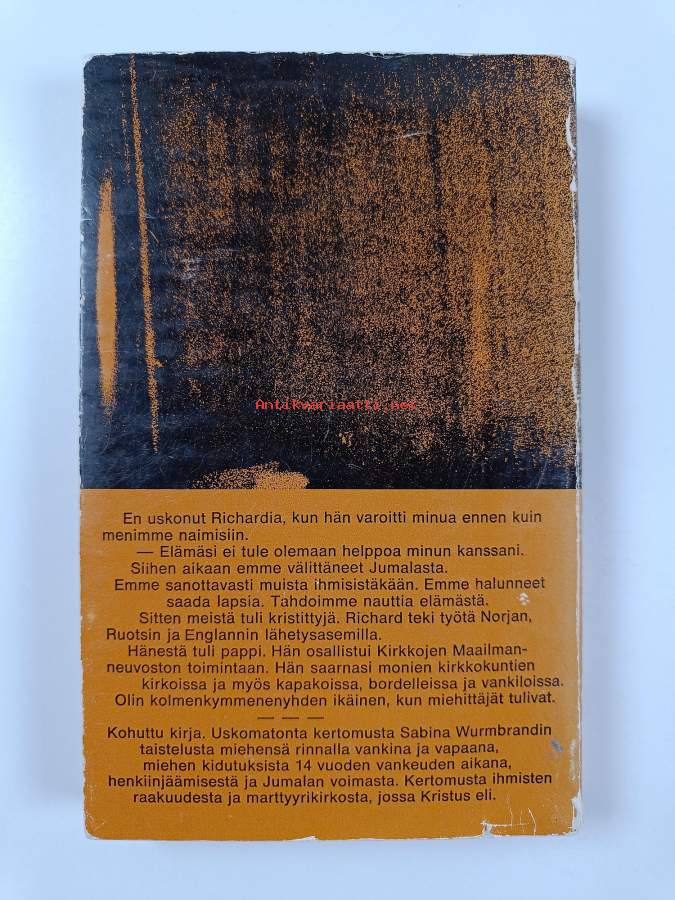 Antikvariaatti.net
En uskonut Richardia, kun hän varoitti minua ennen kuin
menimme naimisiin.
— Elämäsi ei tule olemaan helppoa minun kanssani.
Siihen aikaan emme välittäneet Jumalasta.
Emme sanottavasti muista ihmisistäkään. Emme halunneet
saada lapsia. Tahdoimme nauttia elämästä.
Sitten meistä tuli kristittyjä. Richard teki työtä Norjan,
Ruotsin ja Englannin lähetysasemilla.
Hänestä tuli pappi. Hän osallistui Kirkkojen Maailman-
neuvoston toimintaan. Hän saarnasi monien kirkkokuntien
kirkoissa ja myös kapakoissa, bordelleissa ja vankiloissa.
Olin kolmenkymmenenyhden ikäinen, kun miehittäjät tulivat.
— — —
Kohuttu kirja. Uskomatonta kertomusta Sabina Wurmbrandin
taistelusta miehensä rinnalla vankina ja vapaana,
miehen kidutuksista 14 vuoden vankeuden aikana,
henkiinjäämisestä ja Jumalan voimasta. Kertomusta ihmisten
raakuudesta ja marttyyrikirkosta, jossa Kristus eli.